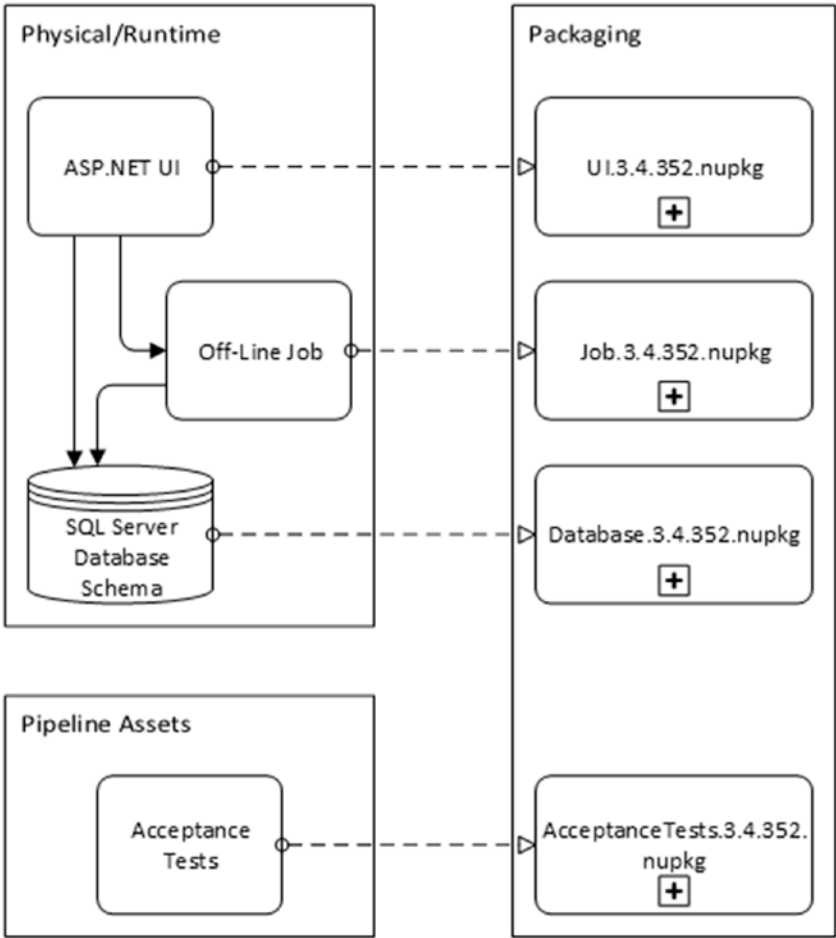 Physical/Runtime
Packaging
ASP.NET UI
UI.3.4.352.nupkg
Off-Line Job
Job.3.4.352.nupkg
SQL Server
Database
Schema
Database.3.4.352.nupkg
Pipeline Assets
Acceptance
Tests
AcceptanceTests.3.4.352.
nupkg